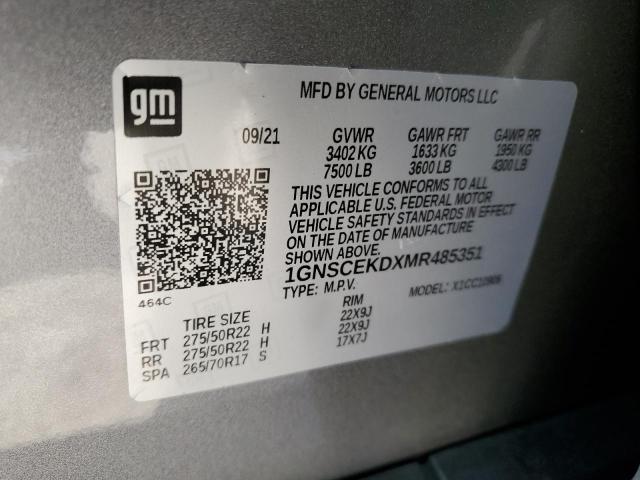 gm
MFD BY GENERAL MOTORS LLC
09/21 GVWR GAWR FRT GAWR RR
3402 KG 1633 KG 1950 KG
7500 LB 3600 LB 4300 LB
THIS VEHICLE CONFORMS TO ALL
APPLICABLE U.S. FEDERAL MOTOR
VEHICLE SAFETY STANDARDS IN EFFECT
ON THE DATE OF MANUFACTURE
SHOWN ABOVE.
1GNSCEKDXMR485351
464C
TYPE: M.P.V. MODEL: X1CC10906
TIRE SIZE RIM
FRT 275/50R22 H 22X9J
RR 275/50R22 H 22X9J
SPA 265/70R17 S 17X7J